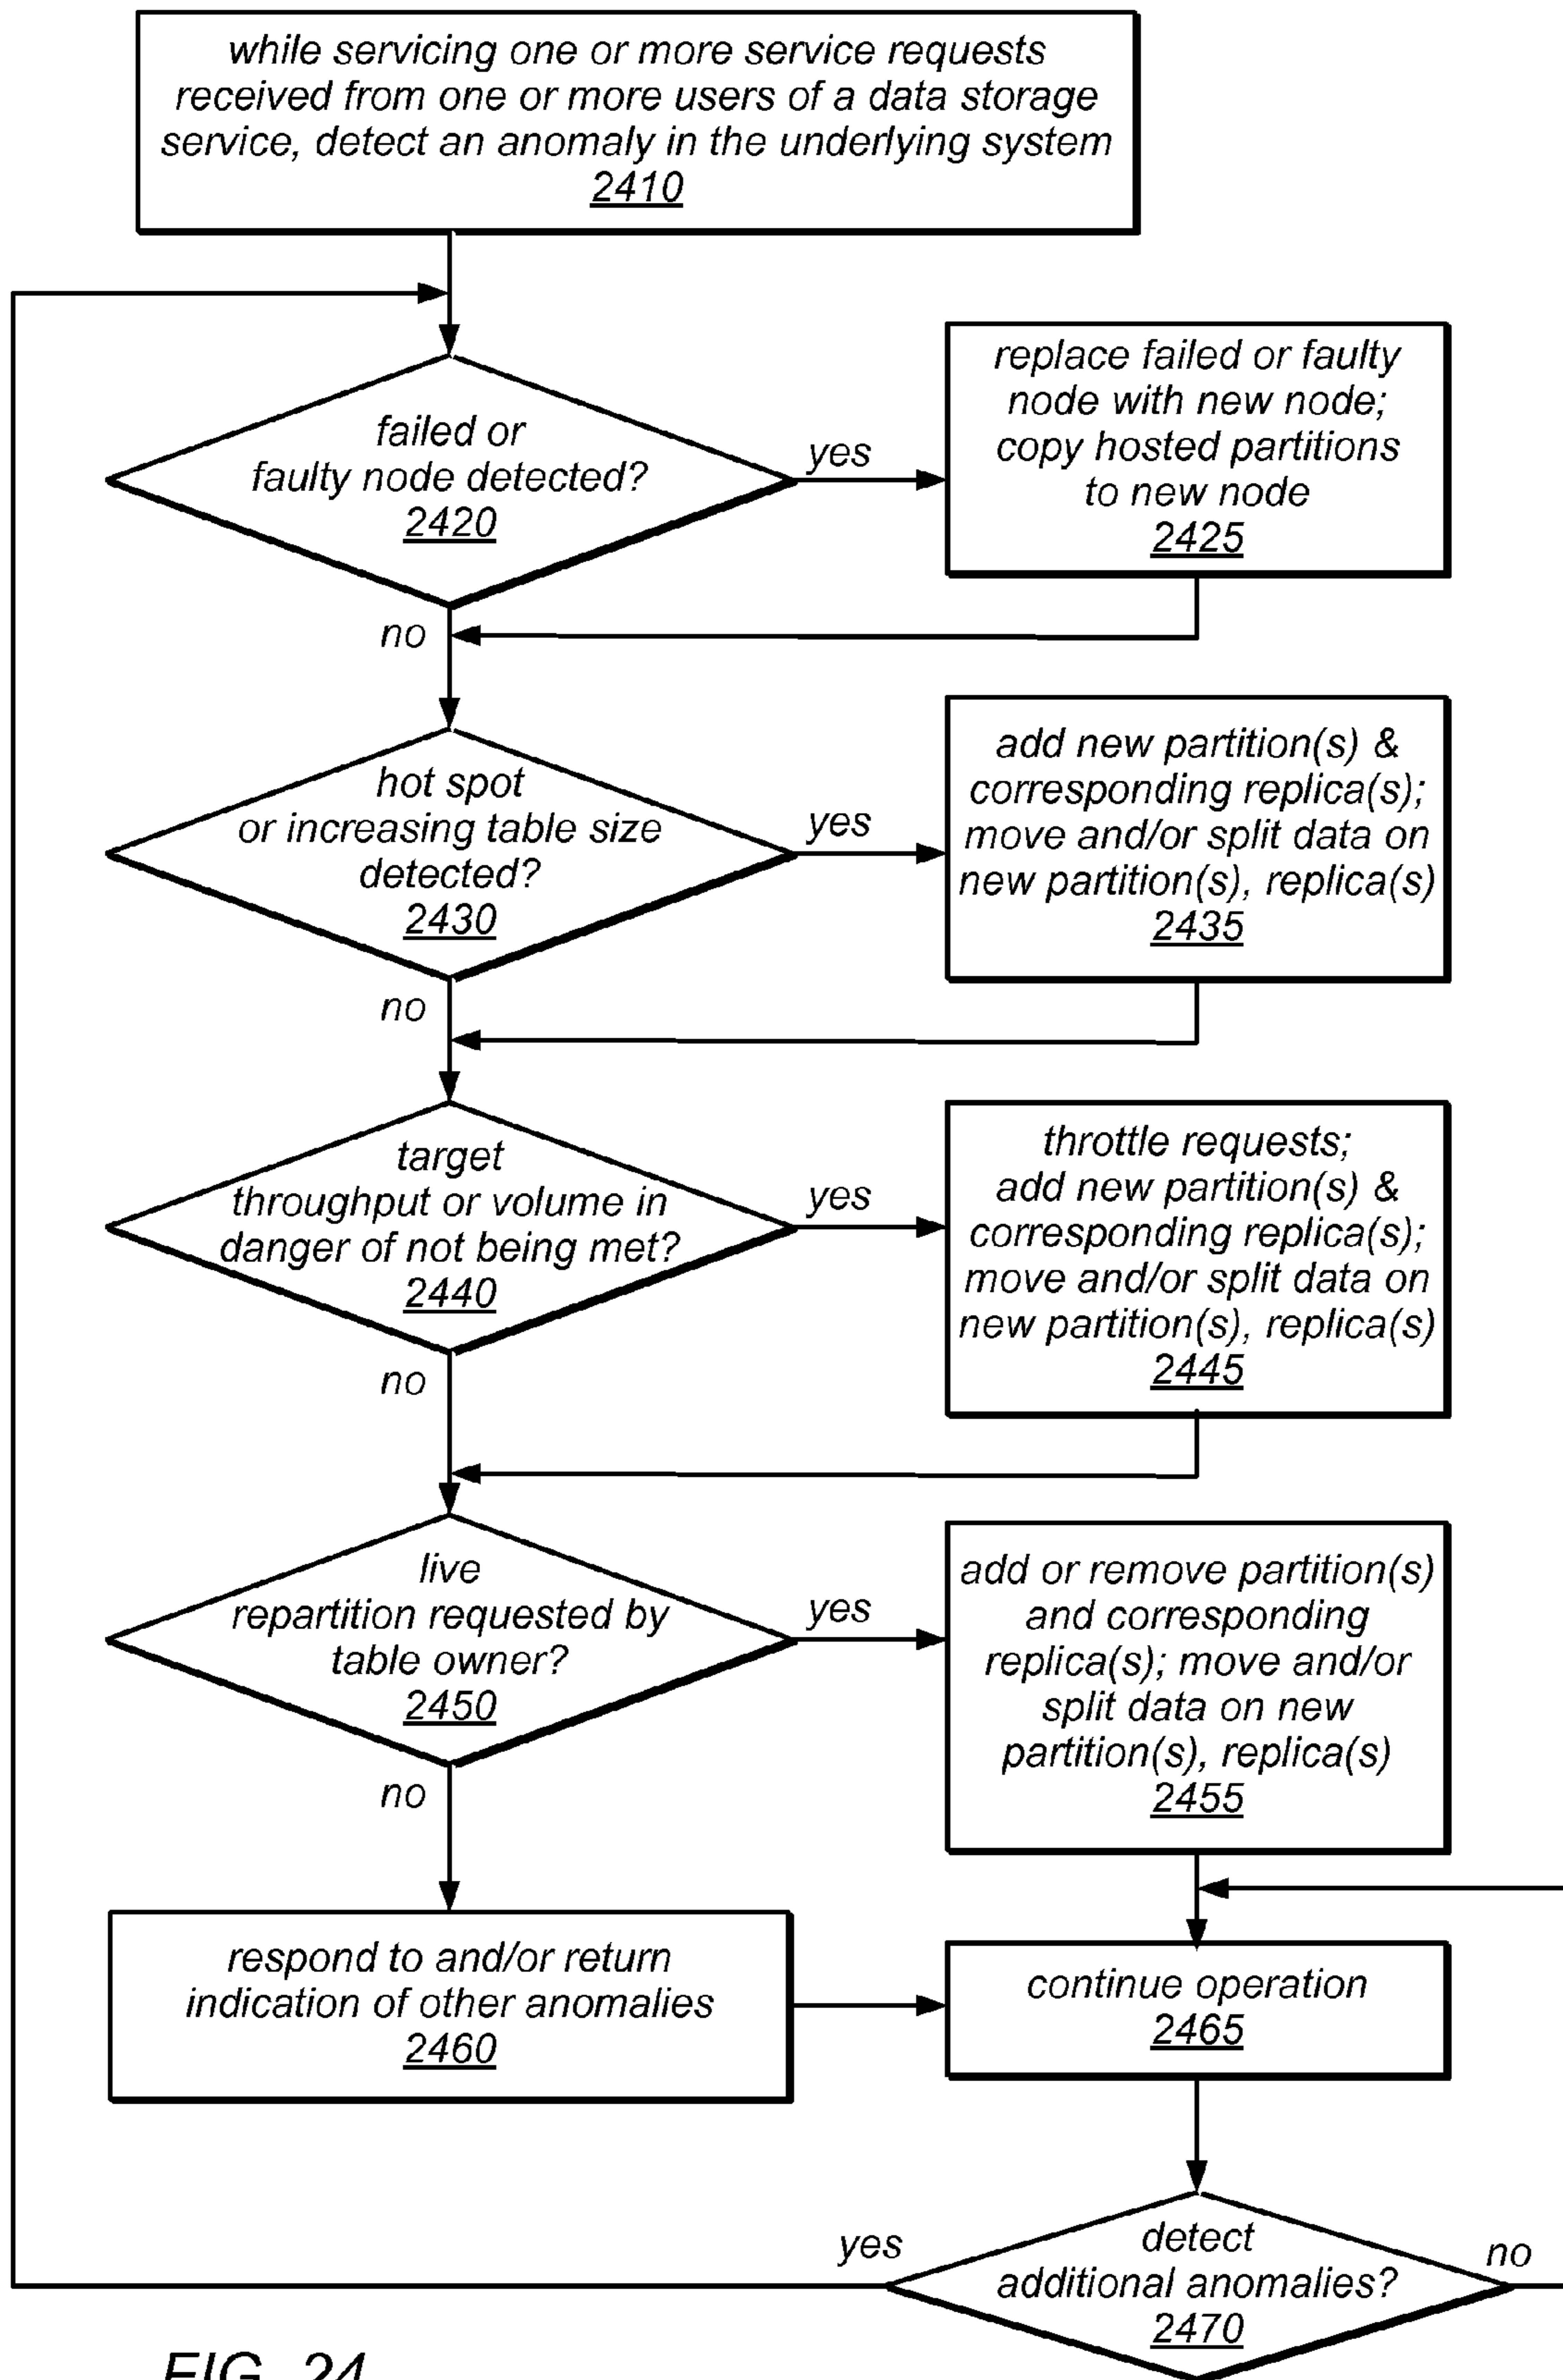 while servicing one or more service requests
received from one or more users of a data storage
service, detect an anomaly in the underlying system
2410
failed or
faulty node detected?
2420
yes
replace failed or faulty
node with new node;
copy hosted partitions
to new node
2425
no
hot spot
or increasing table size
detected?
2430
yes
add new partition(s) &
corresponding replica(s);
move and/or split data on
new partition(s), replica(s)
2435
no
target
throughput or volume in
danger of not being met?
2440
yes
throttle requests;
add new partition(s) &
corresponding replica(s);
move and/or split data on
new partition(s), replica(s)
2445
no
live
repartition requested by
table owner?
2450
yes
add or remove partition(s)
and corresponding
replica(s); move and/or
split data on new
partition(s), replica(s)
2455
no
respond to and/or return
indication of other anomalies
2460
continue operation
2465
yes
detect
additional anomalies?
2470
no
FIG. 24